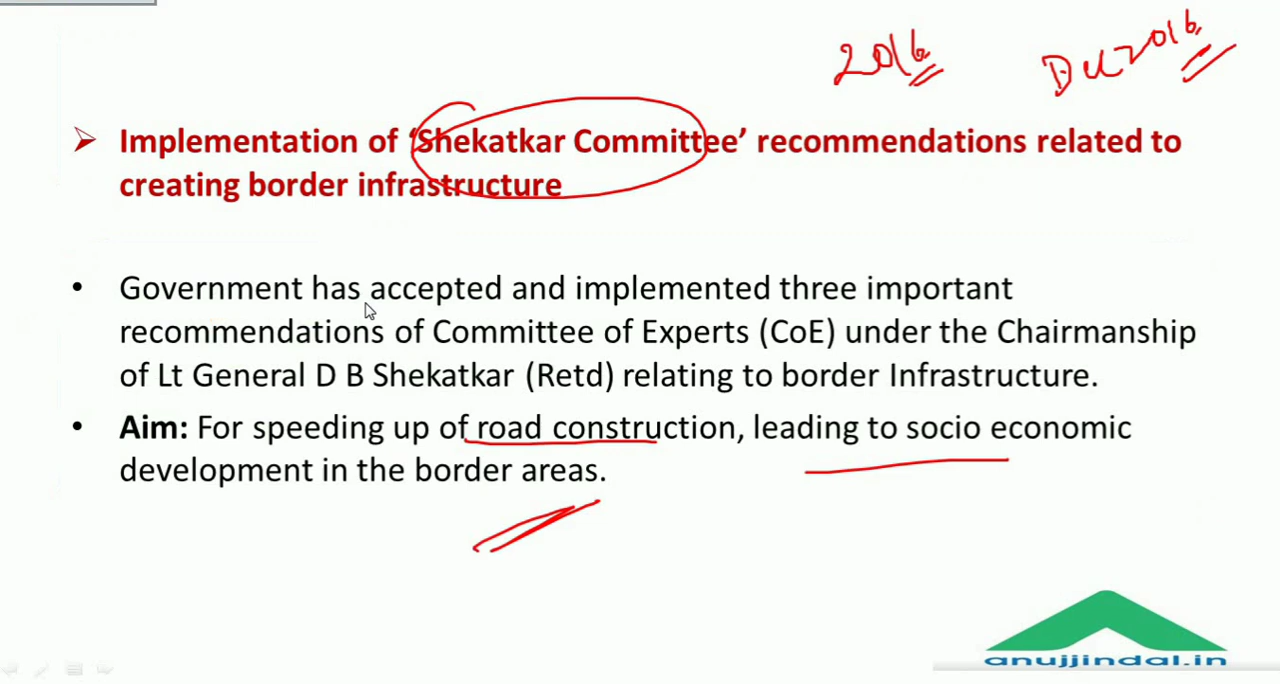 2016
Dec 2016
Implementation of ‘Shekatkar Committee’ recommendations related to
creating border infrastructure
• Government has accepted and implemented three important
recommendations of Committee of Experts (CoE) under the Chairmanship
of Lt General D B Shekatkar (Retd) relating to border Infrastructure.
• Aim: For speeding up of road construction, leading to socio economic
development in the border areas.
anujjindal.in